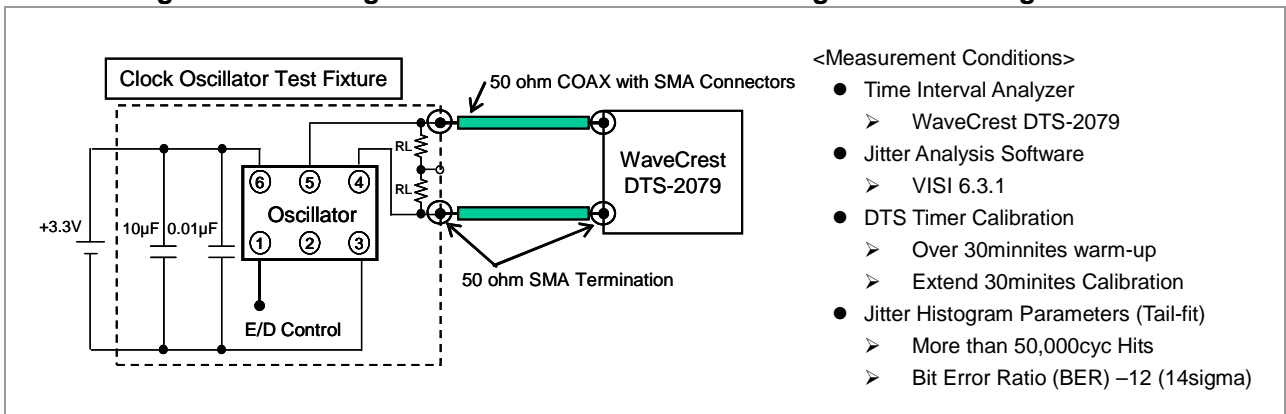 Clock Oscillator Test Fixture
50 ohm COAX with SMA Connectors
RL
RL
WaveCrest
DTS-2079
6 5 4
Oscillator
1 2 3
+3.3V
10µF 0.01µF
50 ohm SMA Termination
E/D Control
<Measurement Conditions>
● Time Interval Analyzer
➢ WaveCrest DTS-2079
● Jitter Analysis Software
➢ VISI 6.3.1
● DTS Timer Calibration
➢ Over 30minnites warm-up
➢ Extend 30minites Calibration
● Jitter Histogram Parameters (Tail-fit)
➢ More than 50,000cyc Hits
➢ Bit Error Ratio (BER) –12 (14sigma)